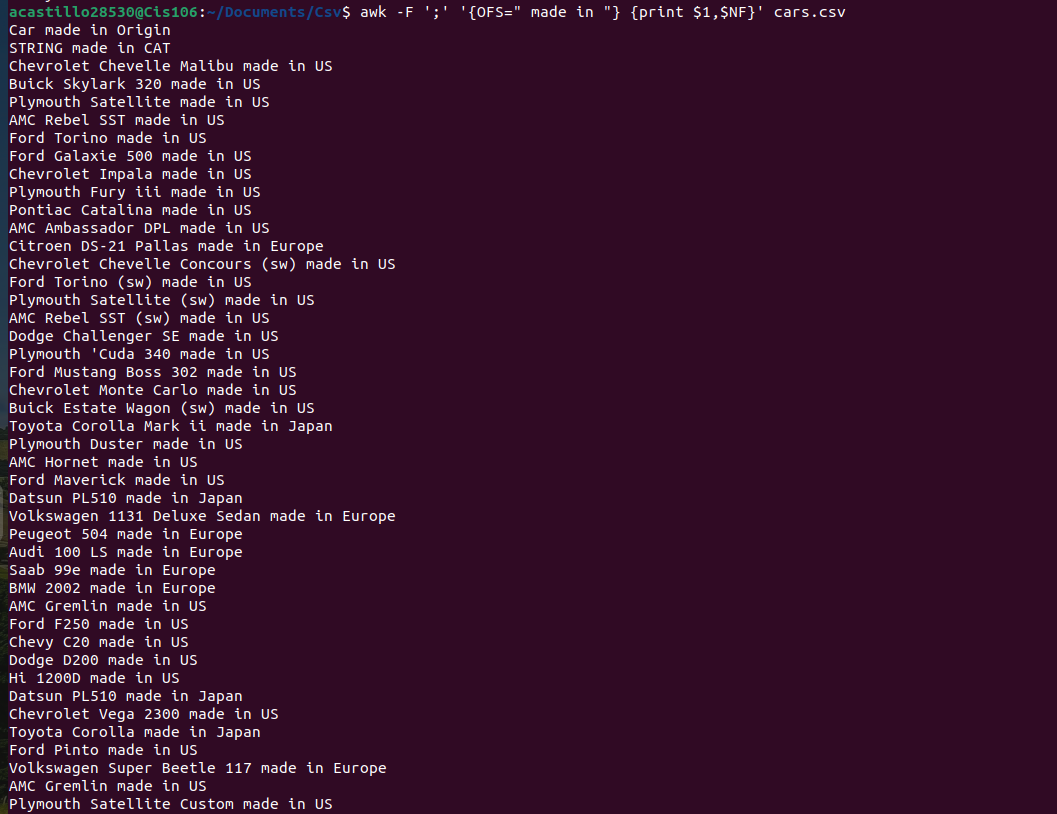 acastillo28530@Cis106:~/Documents/Csv$ awk -F ';' '{OFS=" made in "} {print $1,$NF}' cars.csv
Car made in Origin
STRING made in CAT
Chevrolet Chevelle Malibu made in US
Buick Skylark 320 made in US
Plymouth Satellite made in US
AMC Rebel SST made in US
Ford Torino made in US
Ford Galaxie 500 made in US
Chevrolet Impala made in US
Plymouth Fury iii made in US
Pontiac Catalina made in US
AMC Ambassador DPL made in US
Citroen DS-21 Pallas made in Europe
Chevrolet Chevelle Concours (sw) made in US
Ford Torino (sw) made in US
Plymouth Satellite (sw) made in US
AMC Rebel SST (sw) made in US
Dodge Challenger SE made in US
Plymouth 'Cuda 340 made in US
Ford Mustang Boss 302 made in US
Chevrolet Monte Carlo made in US
Buick Estate Wagon (sw) made in US
Toyota Corolla Mark ii made in Japan
Plymouth Duster made in US
AMC Hornet made in US
Ford Maverick made in US
Datsun PL510 made in Japan
Volkswagen 1131 Deluxe Sedan made in Europe
Peugeot 504 made in Europe
Audi 100 LS made in Europe
Saab 99e made in Europe
BMW 2002 made in Europe
AMC Gremlin made in US
Ford F250 made in US
Chevy C20 made in US
Dodge D200 made in US
Hi 1200D made in US
Datsun PL510 made in Japan
Chevrolet Vega 2300 made in US
Toyota Corolla made in Japan
Ford Pinto made in US
Volkswagen Super Beetle 117 made in Europe
AMC Gremlin made in US
Plymouth Satellite Custom made in US